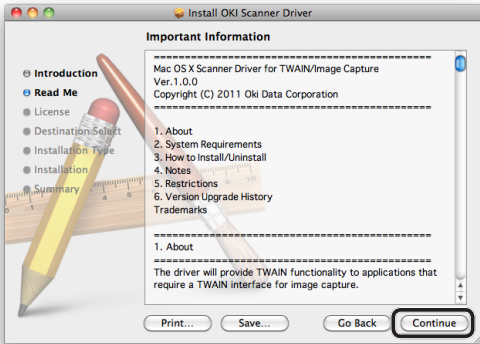 Install OKI Scanner Driver
Important Information
Introduction
Read Me
License
Destination Select
Installation Type
Installation
Summary
==============================================
Mac OS X Scanner Driver for TWAIN/Image Capture
Ver.1.0.0
Copyright (C) 2011 Oki Data Corporation
==============================================
1. About
2. System Requirements
3. How to Install/Uninstall
4. Notes
5. Restrictions
6. Version Upgrade History
Trademarks
==============================================
1. About
==============================================
The driver will provide TWAIN functionality to applications that
require a TWAIN interface for image capture.
Print... Save... Go Back Continue